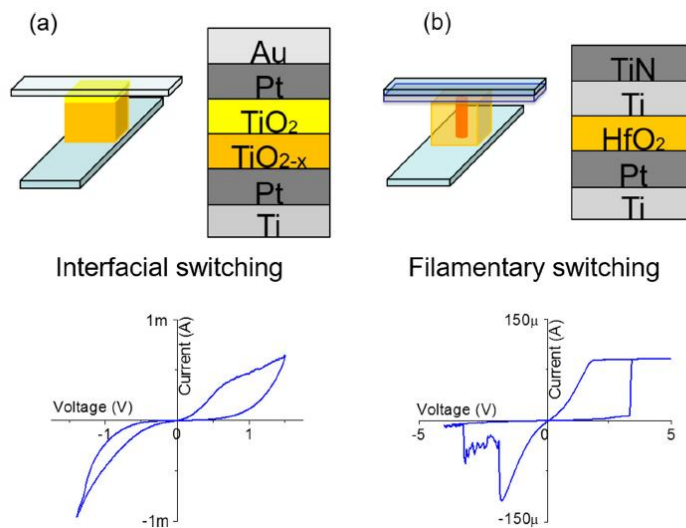 (a)
Au
Pt
TiO₂
TiO₂₋ₓ
Pt
Ti
(b)
TiN
Ti
HfO₂
Pt
Ti
Interfacial switching
Filamentary switching
1m
Current (A)
Voltage (V)
-1
0
1
-1m
150µ
Current (A)
Voltage (V)
-5
0
5
-150µ